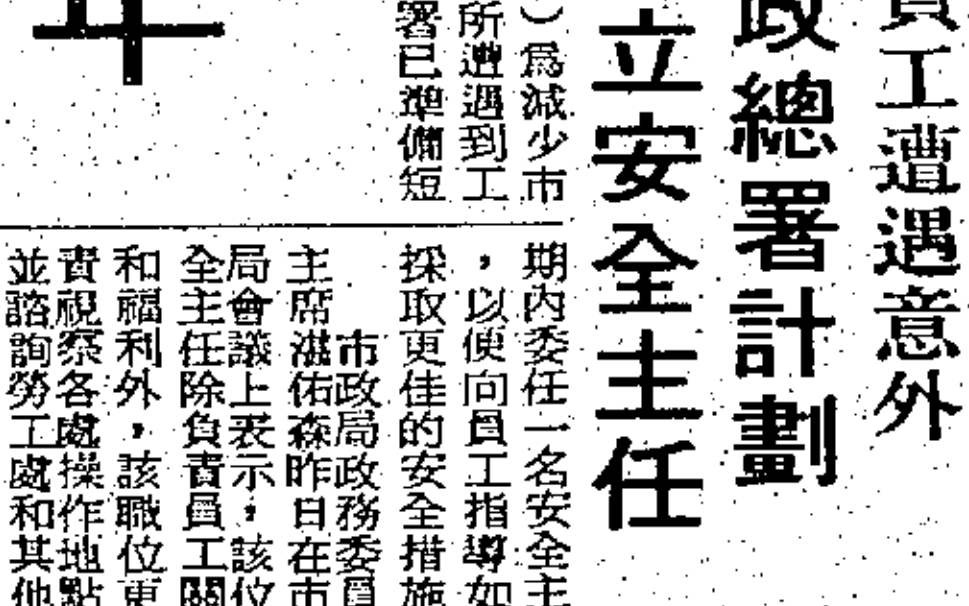 員工遭遇意外
政總署計劃
立安全主任
）爲減少市
所遭遇到工
署已準備短
期內委任一名安全主
，以便向員工指導如
採取更佳的安全措施
市政局政務委員
主席滋佑森昨日在市
局會議上表示，該位
全主任除負責員工關
和福利外，該職位更
責視察各處操作地點
並諮詢勞工處和其他